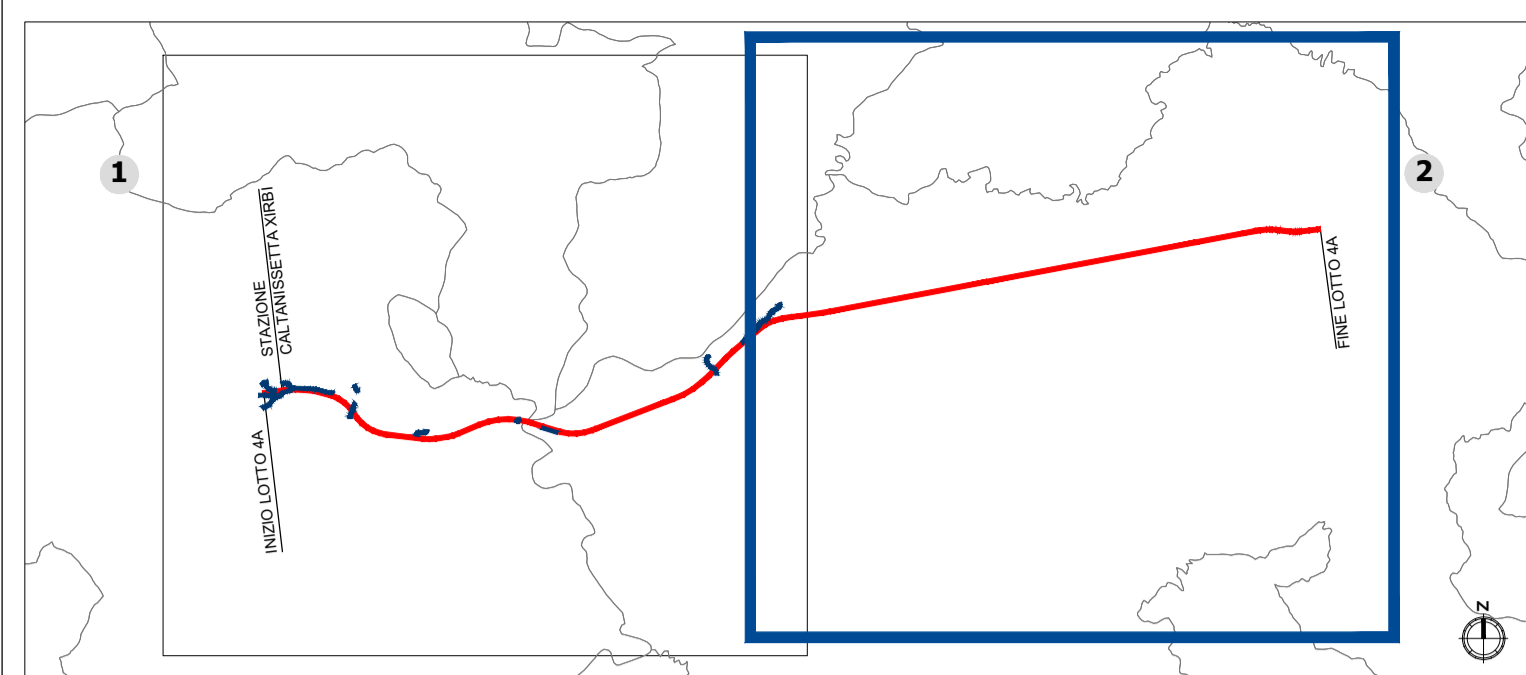 1
STAZIONE
CALTANISSETTA XIRBI
INIZIO LOTTO 4A
2
FINE LOTTO 4A
N